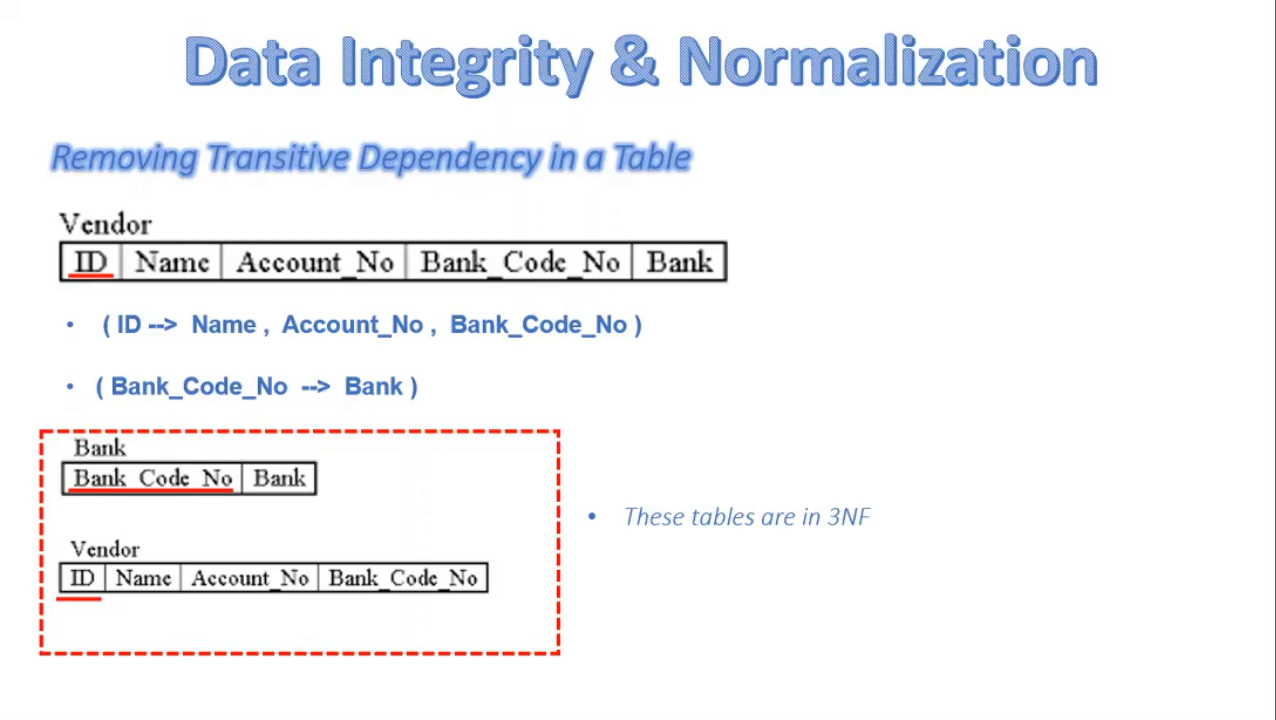 Data Integrity & Normalization
Removing Transitive Dependency in a Table
Vendor
ID Name Account_No Bank_Code_No Bank
• ( ID --> Name , Account_No , Bank_Code_No )
• ( Bank_Code_No --> Bank )
Bank
Bank_Code_No Bank
• These tables are in 3NF
Vendor
ID Name Account_No Bank_Code_No